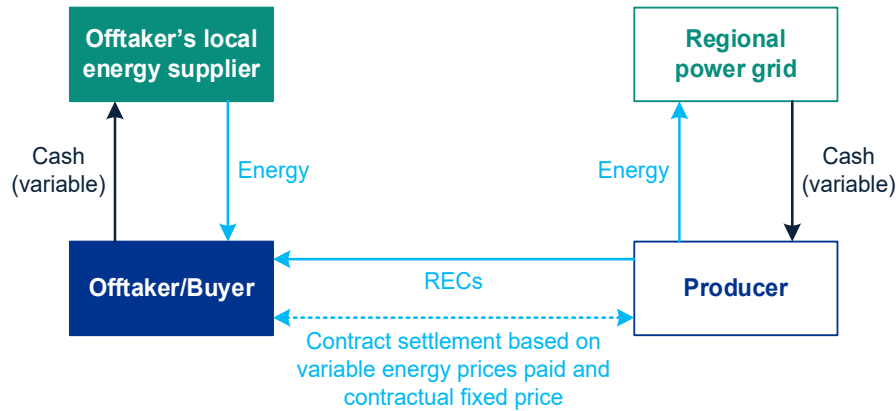 Offtaker's local
energy supplier
Regional
power grid
Cash
(variable)
Energy
Energy
Cash
(variable)
Offtaker/Buyer
RECs
Producer
Contract settlement based on
variable energy prices paid and
contractual fixed price